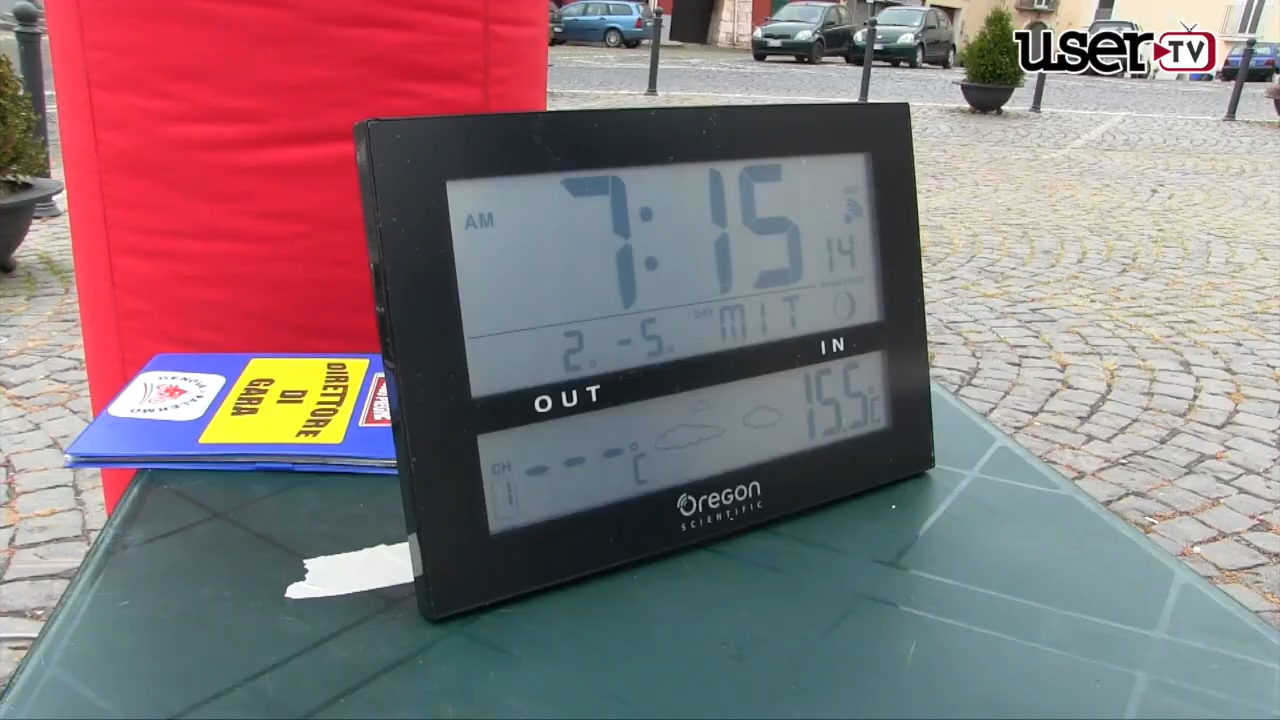 user TV
AM
7:15
14
2. -5. DAY MIT
OUT
IN
CH
1
---°C
15.5°C
Oregon
SCIENTIFIC
DIRETTORE
DI
GARA